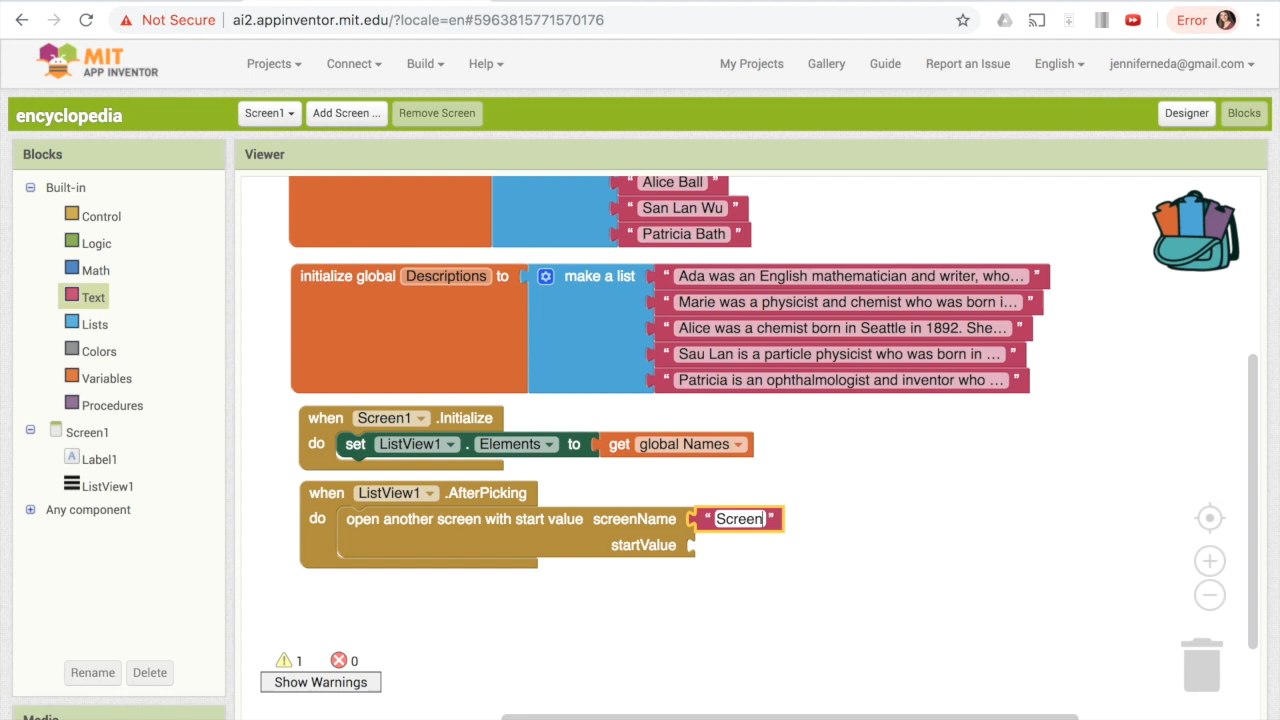 Not Secure ai2.appinventor.mit.edu/?locale=en#5963815771570176 Error
MIT APP INVENTOR Projects Connect Build Help My Projects Gallery Guide Report an Issue English jenniferneda@gmail.com
encyclopedia Screen1 Add Screen ... Remove Screen Designer Blocks
Blocks
Viewer
Built-in
Control
Logic
Math
Text
Lists
Colors
Variables
Procedures
Screen1
Label1
ListView1
Any component
Rename Delete
Media
“ Alice Ball ”
“ San Lan Wu ”
“ Patricia Bath ”
initialize global Descriptions to make a list “ Ada was an English mathematician and writer, who... ”
“ Marie was a physicist and chemist who was born i... ”
“ Alice was a chemist born in Seattle in 1892. She... ”
“ Sau Lan is a particle physicist who was born in ... ”
“ Patricia is an ophthalmologist and inventor who ... ”
when Screen1 .Initialize
do set ListView1 . Elements to get global Names
when ListView1 .AfterPicking
do open another screen with start value screenName “ Screen ”
startValue
1 0
Show Warnings